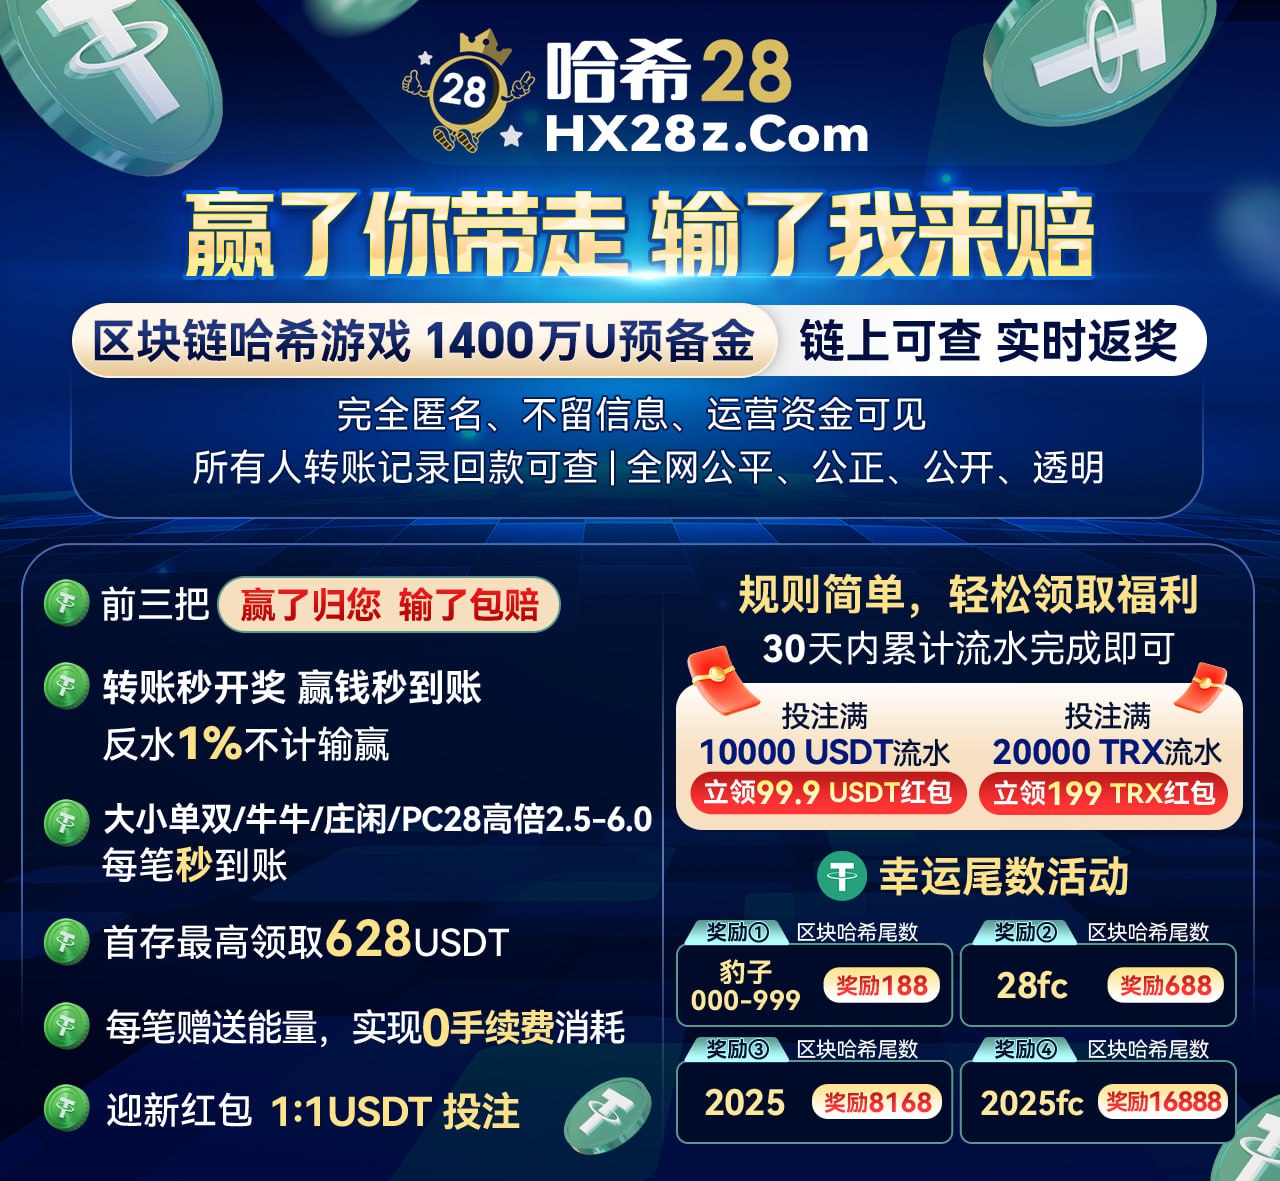 28
哈希28
HX28z.Com
赢了你带走 输了我来赔
区块链哈希游戏 1400万U预备金
链上可查 实时返奖
完全匿名、不留信息、运营资金可见
所有人转账记录回款可查 | 全网公平、公正、公开、透明
前三把 赢了归您 输了包赔
转账秒开奖 赢钱秒到账
反水1%不计输赢
大小单双/牛牛/庄闲/PC28高倍2.5-6.0
每笔秒到账
首存最高领取628USDT
每笔赠送能量，实现0手续费消耗
迎新红包 1:1USDT 投注
规则简单，轻松领取福利
30天内累计流水完成即可
投注满
10000 USDT流水
立领99.9 USDT红包
投注满
20000 TRX流水
立领199 TRX红包
幸运尾数活动
奖励① 区块哈希尾数
豹子
000-999
奖励188
奖励② 区块哈希尾数
28fc 奖励688
奖励③ 区块哈希尾数
2025 奖励8168
奖励④ 区块哈希尾数
2025fc 奖励16888